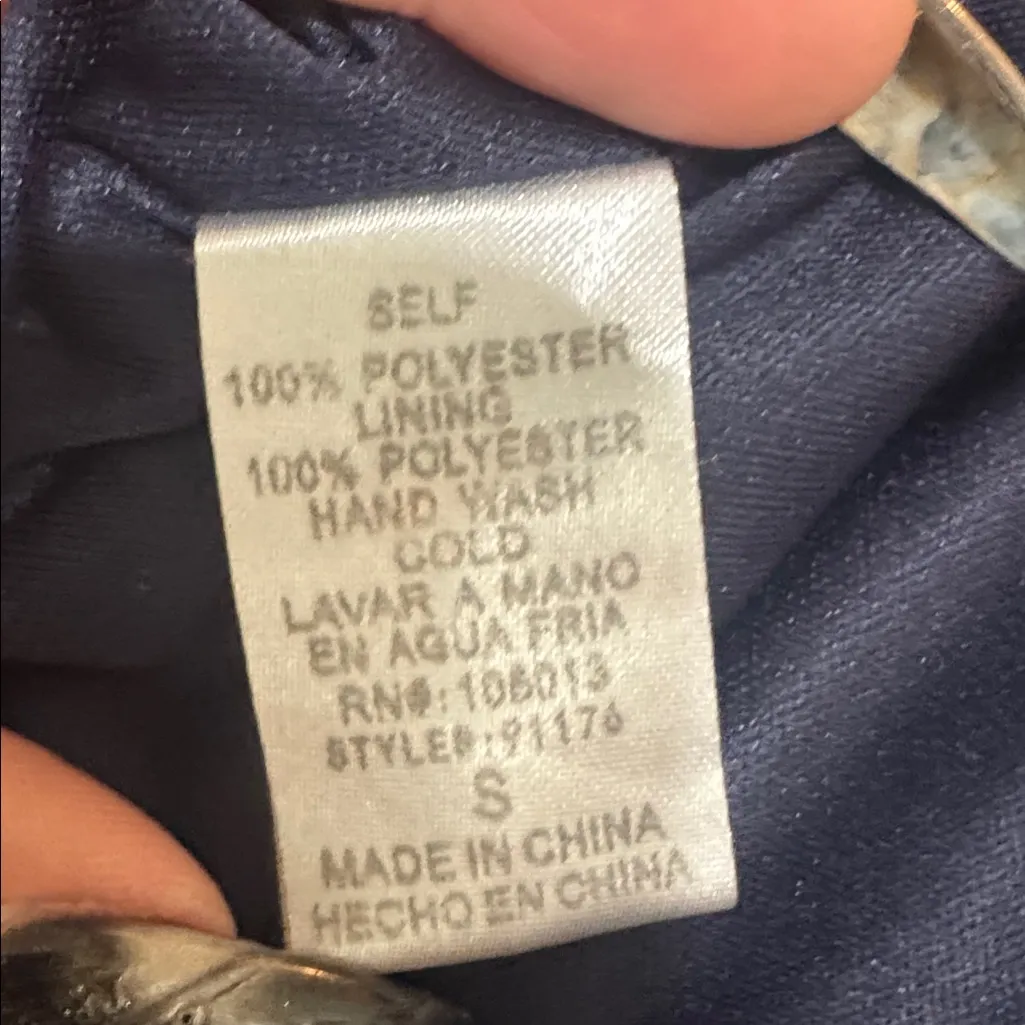 SELF
100% POLYESTER
LINING
100% POLYESTER
HAND WASH
COLD
LAVAR A MANO
EN AGUA FRIA
RN#: 106013
STYLE#: 91176
S
MADE IN CHINA
HECHO EN CHINA